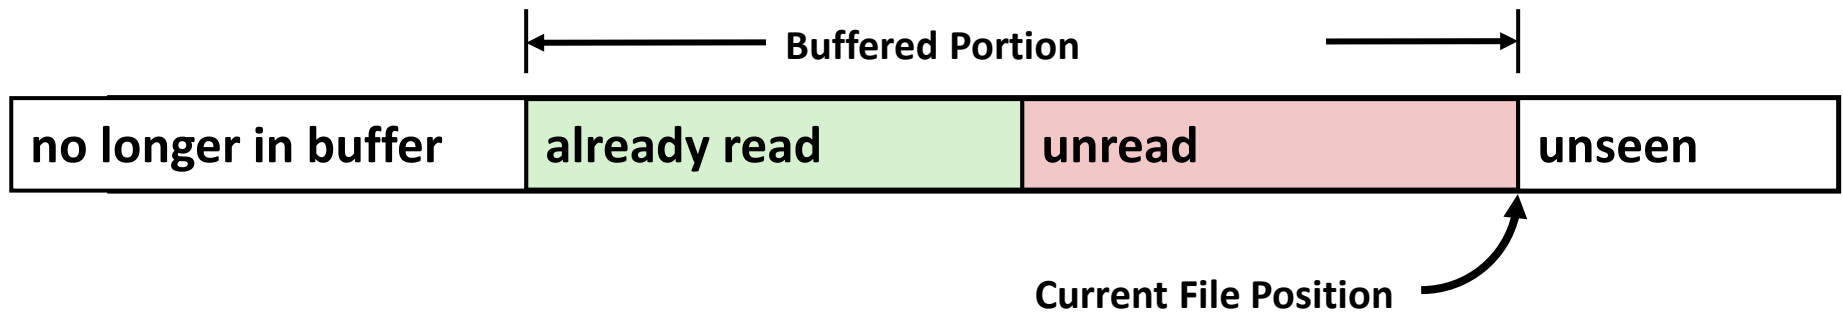 Buffered Portion
no longer in buffer already read unread unseen
Current File Position